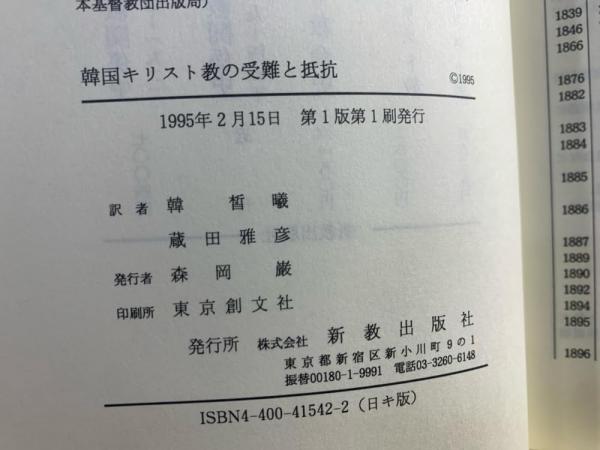 本基督教団出版局)
韓国キリスト教の受難と抵抗
©1995
1995年2月15日 第1版第1刷発行
訳者 韓 晳曦
蔵田雅彦
発行者 森岡 巌
印刷所 東京創文社
発行所 株式会社 新教出版社
東京都新宿区新小川町9の1
振替00180-1-9991 電話03-3260-6148
ISBN4-400-41542-2(日キ版)
1839
1846
1866
1876
1882
1883
1884
1885
1886
1887
1889
1890
1892
1894
1895
1896